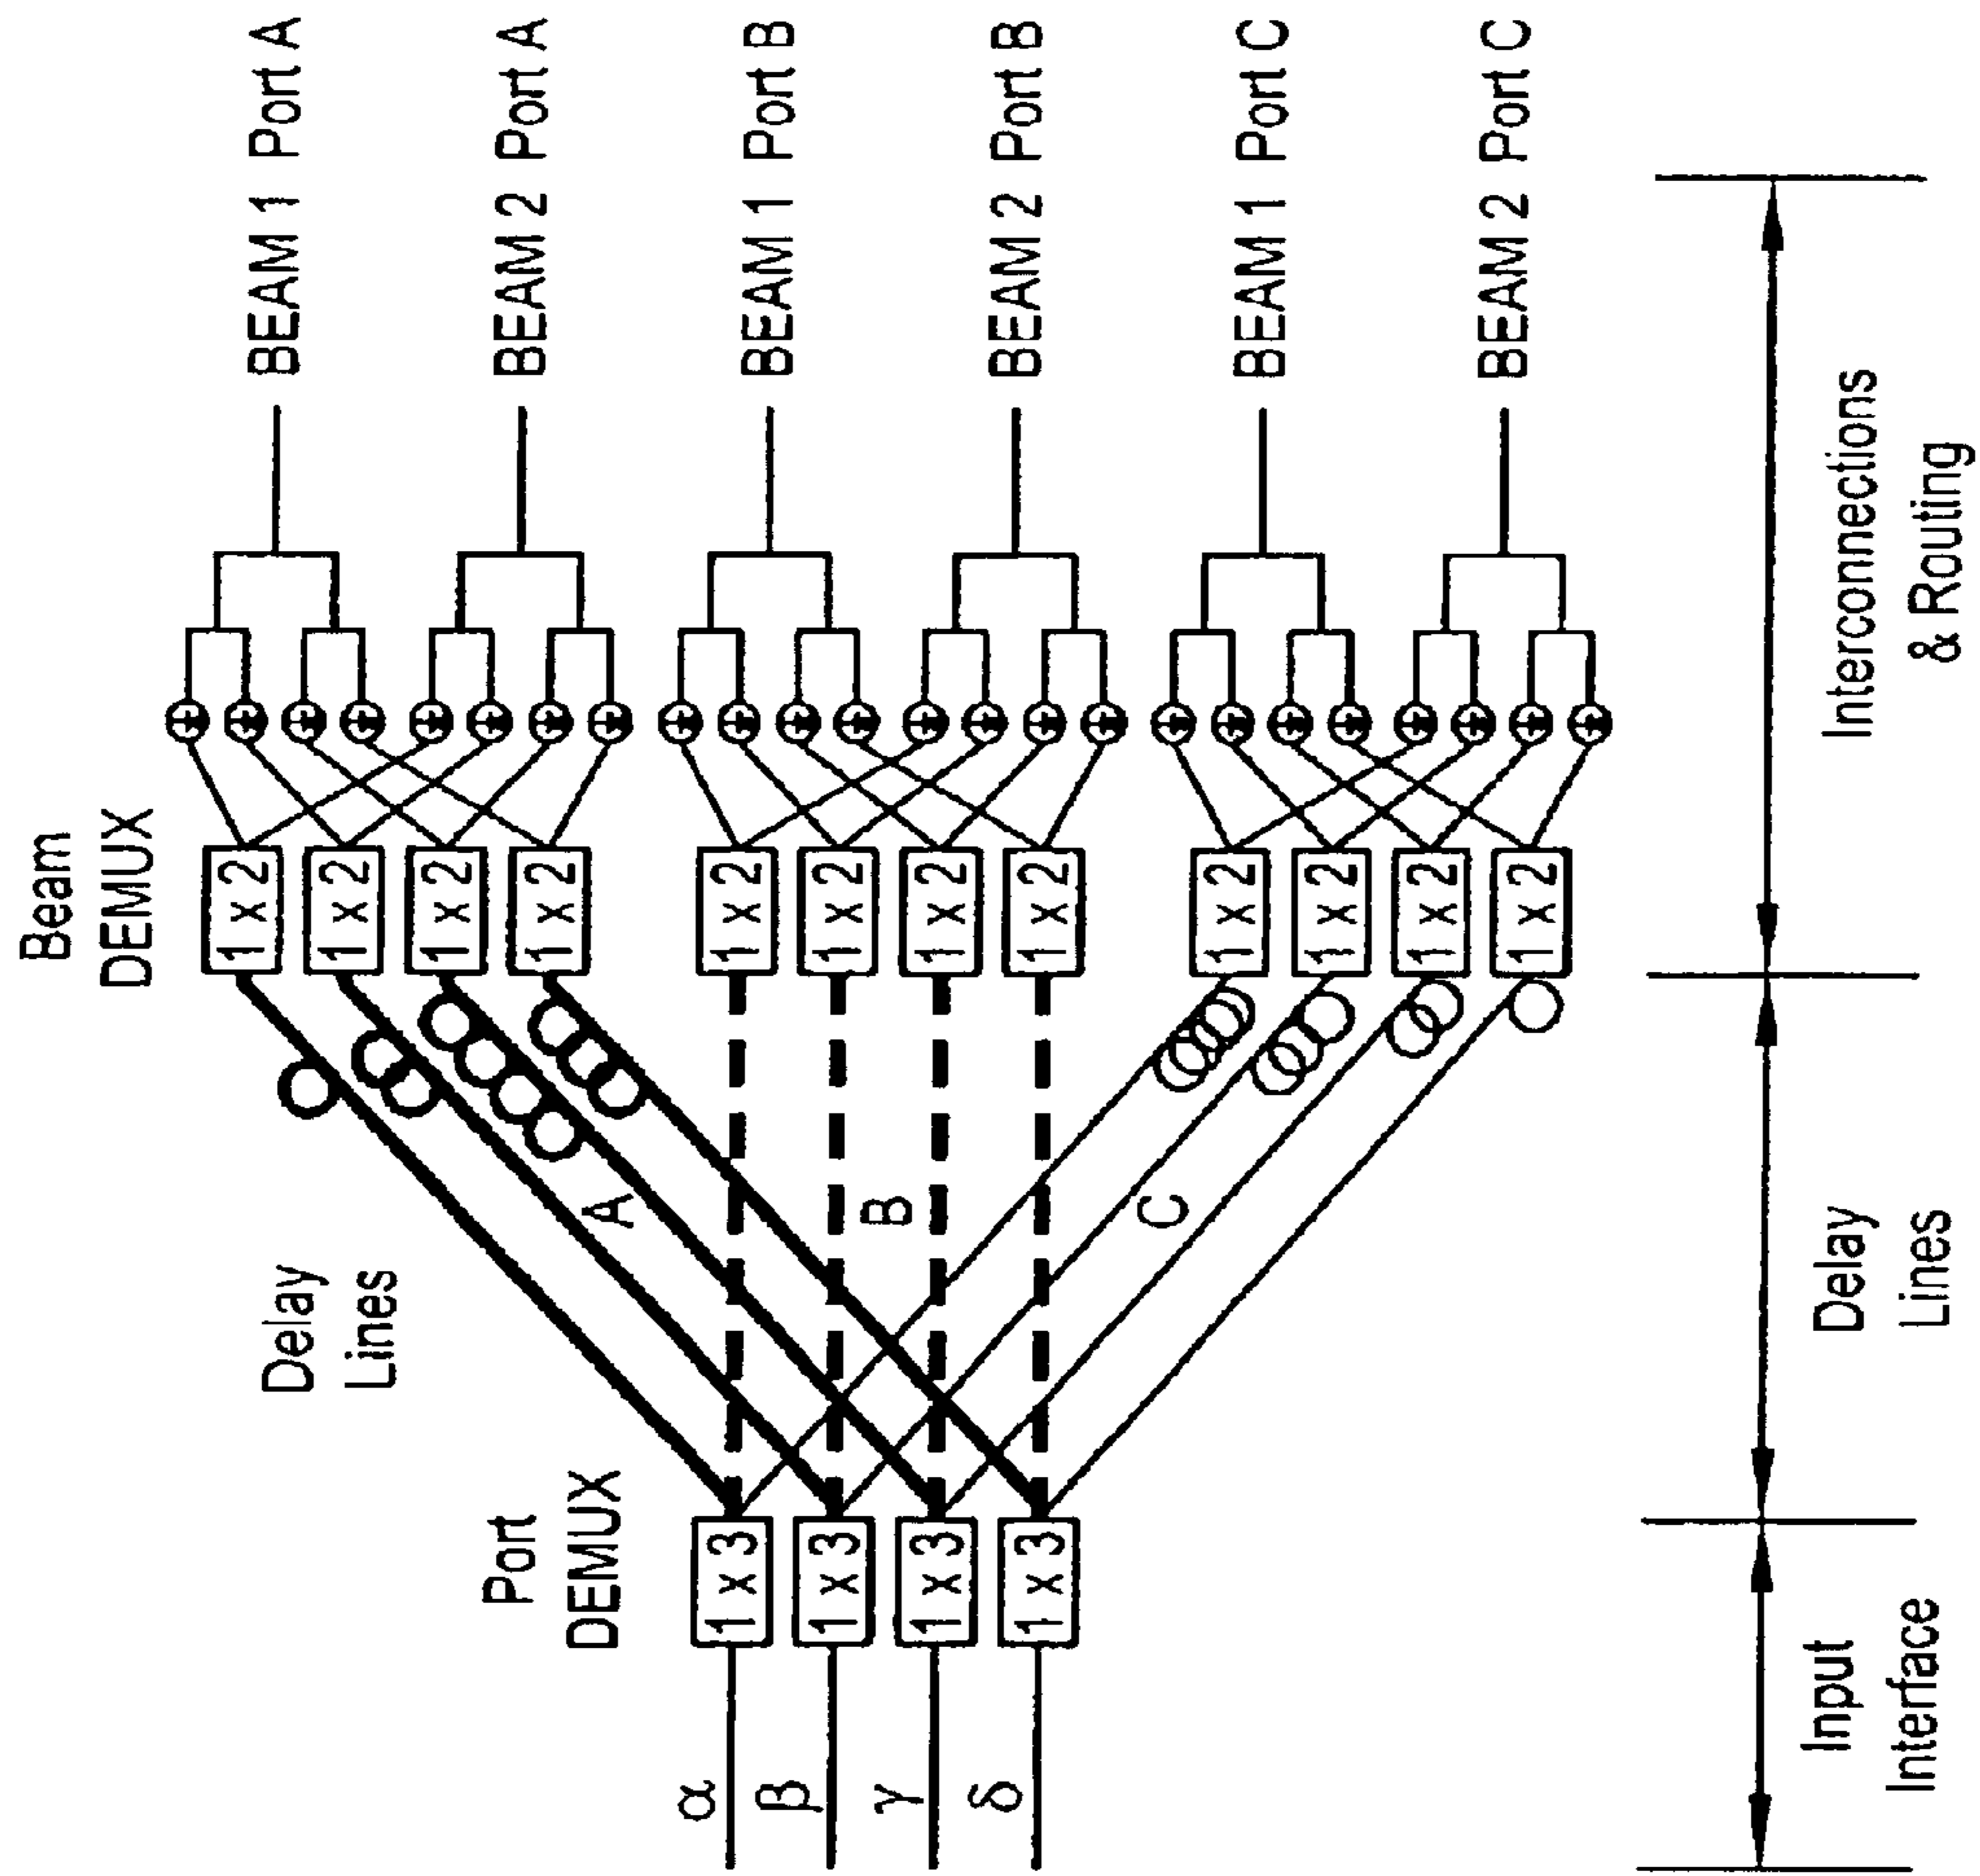 BEAM 1 Port A
BEAM 2 Port A
BEAM 1 Port B
BEAM 2 Port B
BEAM 1 Port C
BEAM 2 Port C
Beam
DEMUX
1 x 2
1 x 2
1 x 2
1 x 2
1 x 2
1 x 2
1 x 2
1 x 2
1 x 2
1 x 2
1 x 2
1 x 2
Delay
Lines
A
B
C
Port
DEMUX
1 x 3
1 x 3
1 x 3
1 x 3
α
β
γ
δ
Input
Interface
Delay
Lines
Interconnections
& Routing